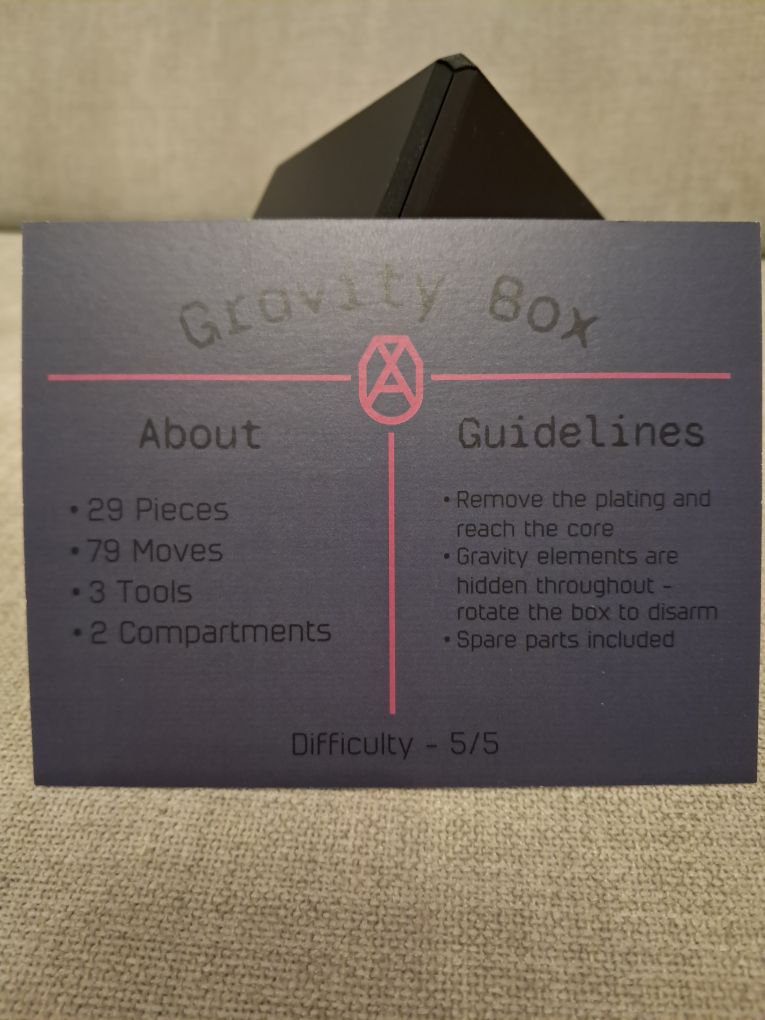 Gravity Box
About
• 29 Pieces
• 79 Moves
• 3 Tools
• 2 Compartments
Guidelines
• Remove the plating and
reach the core
• Gravity elements are
hidden throughout -
rotate the box to disarm
• Spare parts included
Difficulty - 5/5